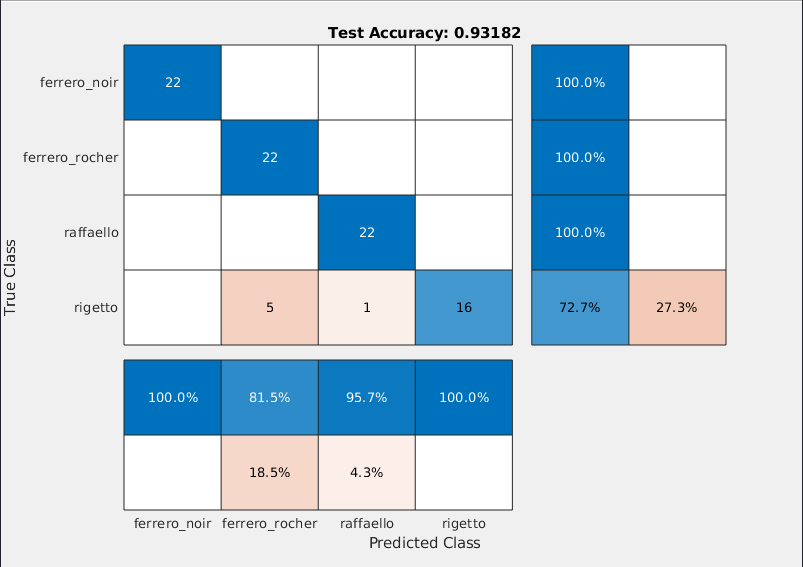 Test Accuracy: 0.93182
ferrero_noir 22 100.0%
ferrero_rocher 22 100.0%
raffaello 22 100.0%
rigetto 5 1 16 72.7% 27.3%
True Class
100.0% 81.5% 95.7% 100.0%
18.5% 4.3%
ferrero_noir ferrero_rocher raffaello rigetto
Predicted Class